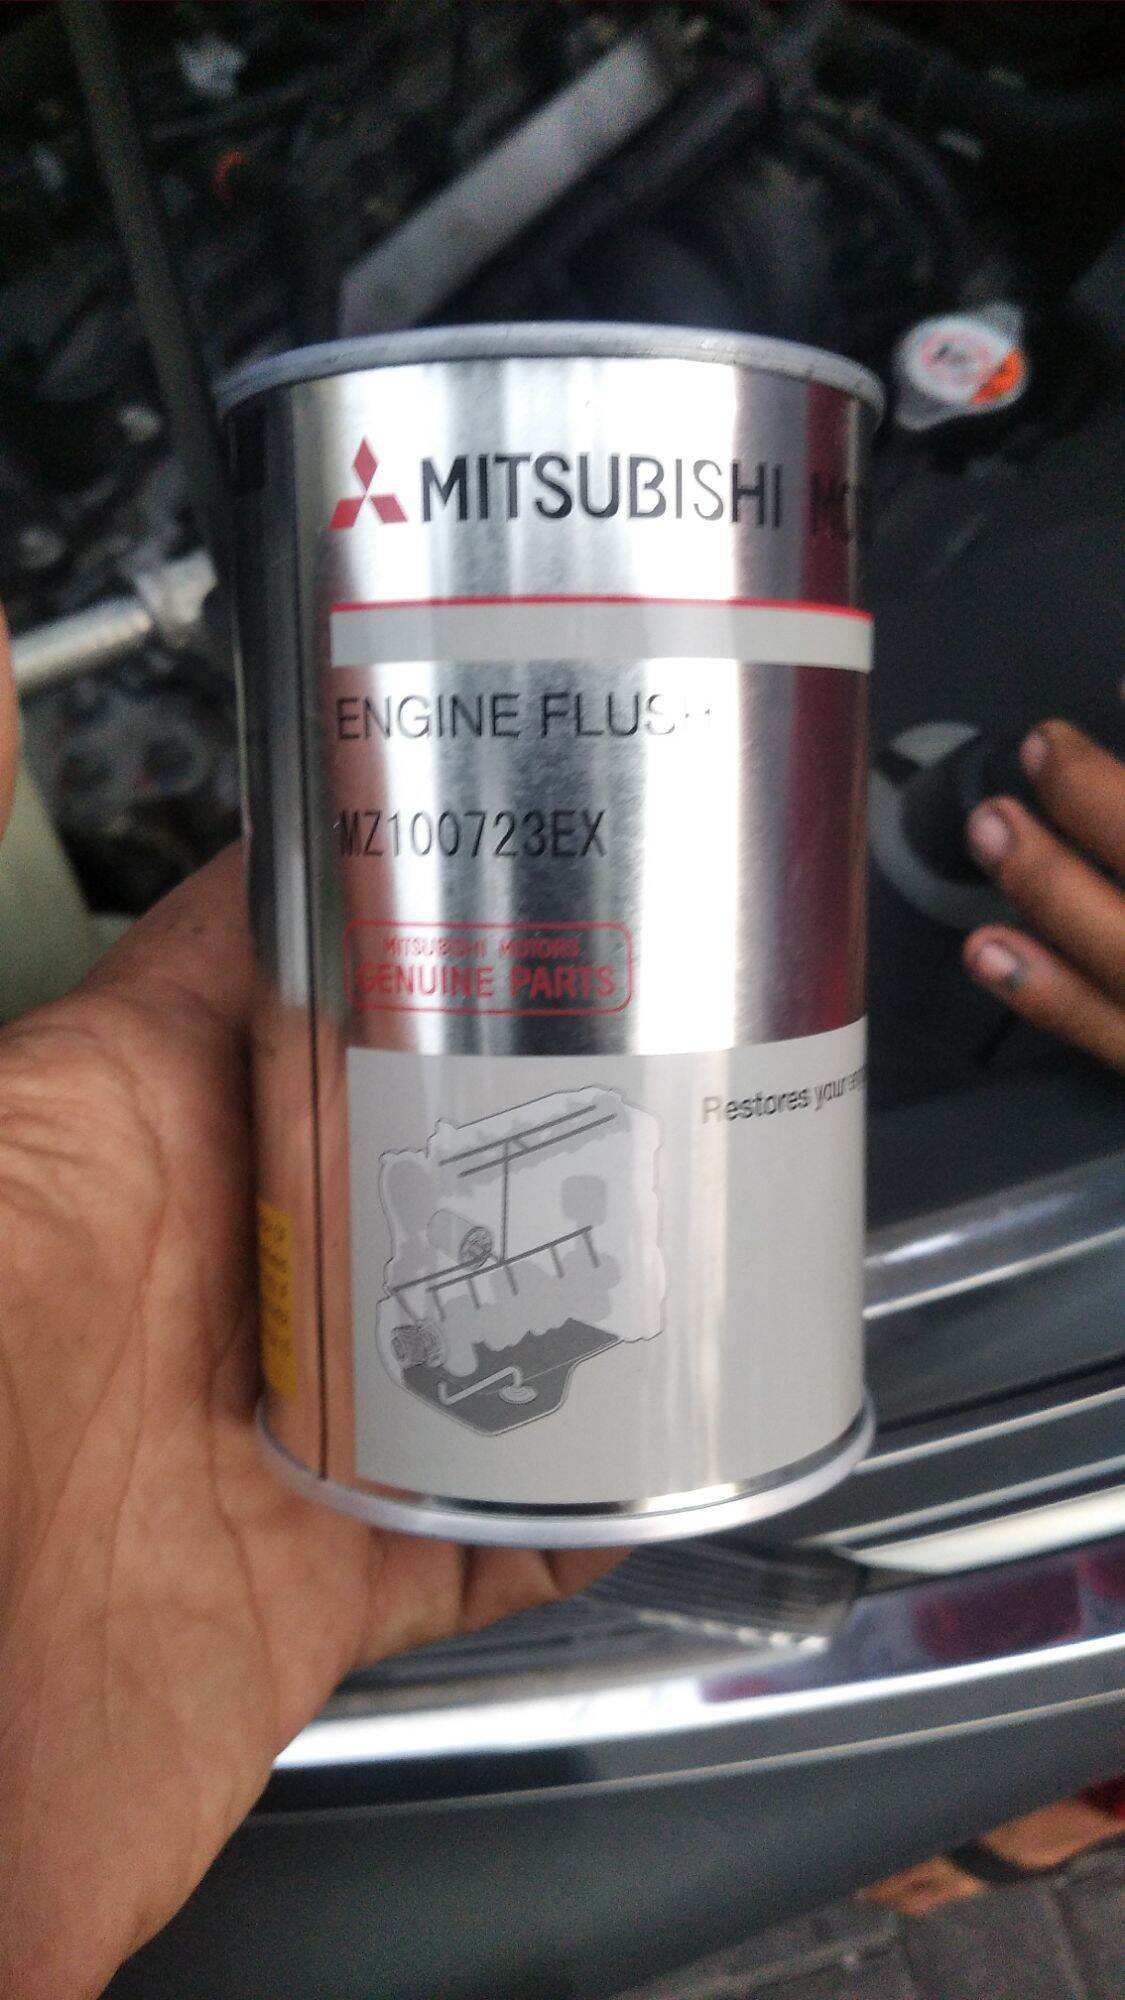 MITSUBISHI
ENGINE FLUSH
MZ100723EX
MITSUBISHI MOTORS
GENUINE PARTS
Restores your